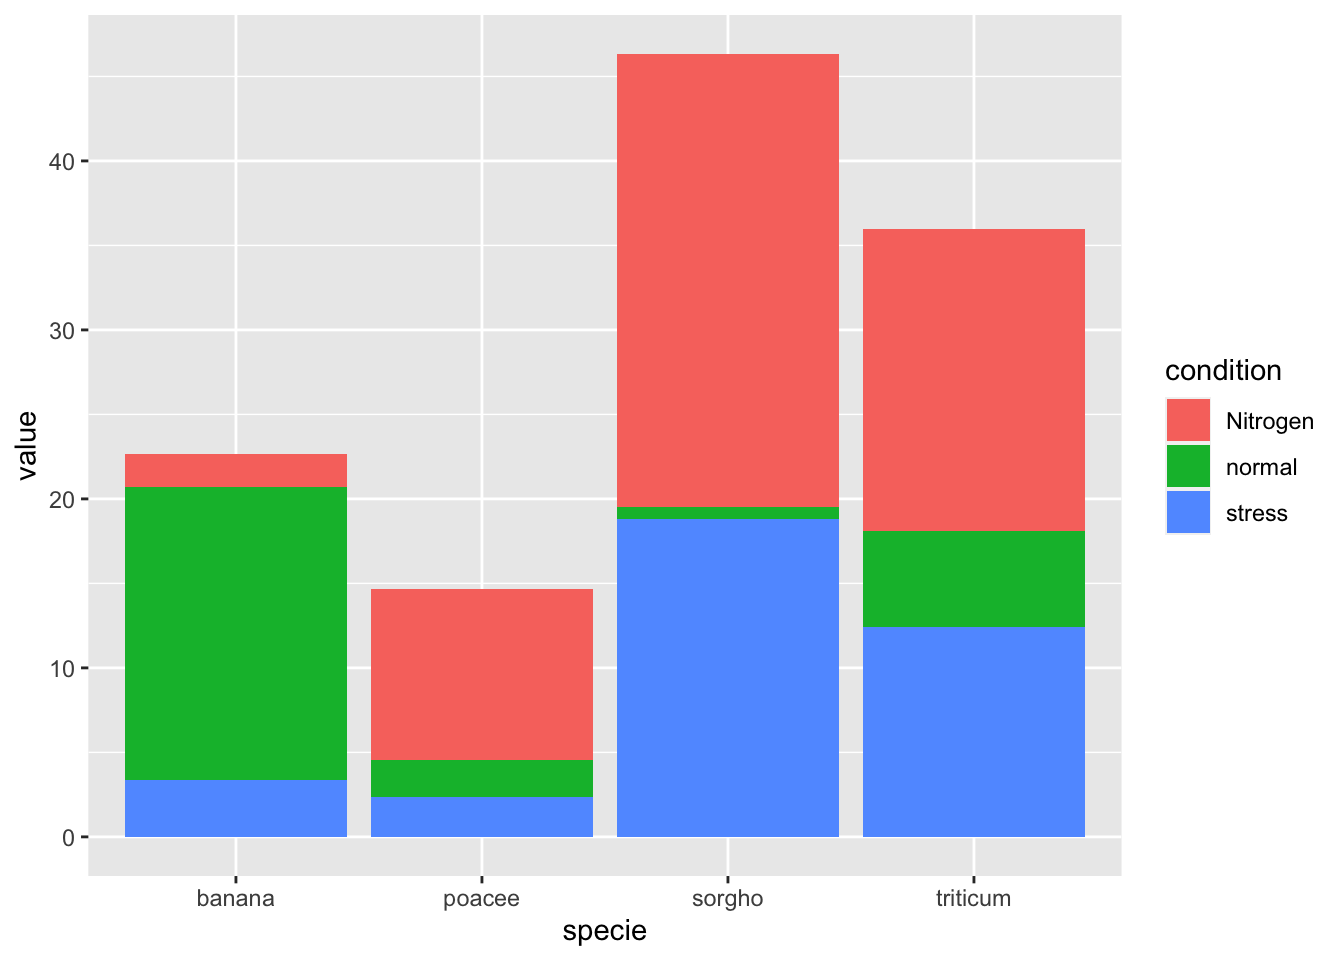 value
40
30
20
10
0
banana poacee sorgho triticum
specie
condition
Nitrogen
normal
stress